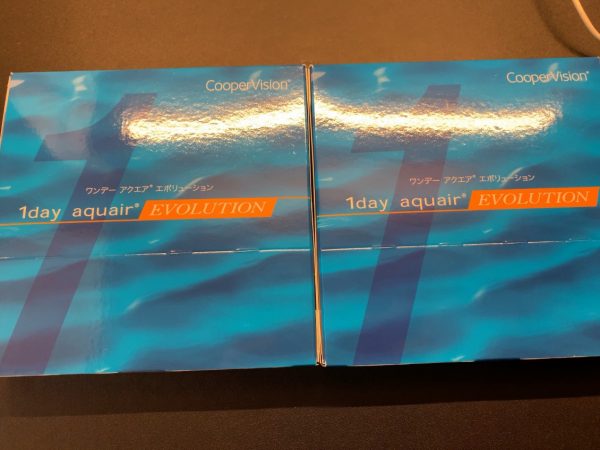 CooperVision™
ワンデー アクエア® エボリューション
1day aquair® EVOLUTION
CooperVision™
ワンデー アクエア® エボリューション
1day aquair® EVOLUTION